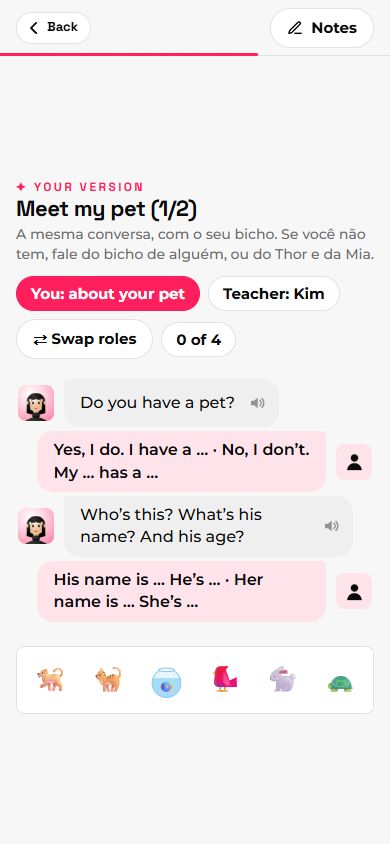 Back
Notes
YOUR VERSION
Meet my pet (1/2)
A mesma conversa, com o seu bicho. Se você não
tem, fale do bicho de alguém, ou do Thor e da Mia.
You: about your pet
Teacher: Kim
Swap roles
0 of 4
Do you have a pet?
Yes, I do. I have a ... · No, I don't.
My ... has a ...
Who's this? What's his
name? And his age?
His name is ... He's ... · Her
name is ... She's ...